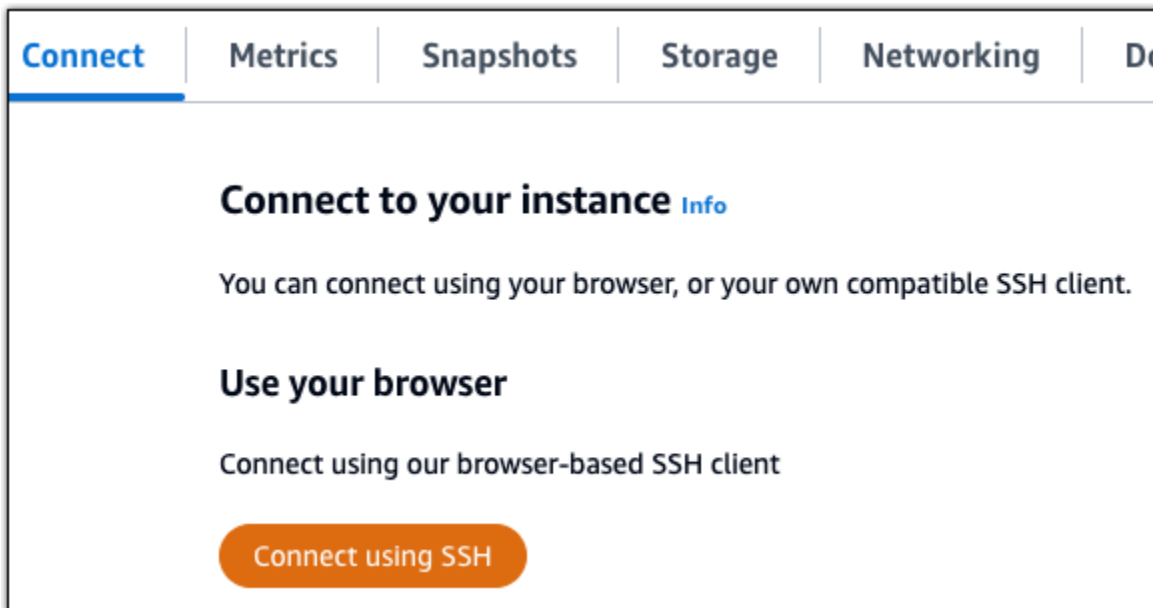 Connect Metrics Snapshots Storage Networking
Connect to your instance Info
You can connect using your browser, or your own compatible SSH client.
Use your browser
Connect using our browser-based SSH client
Connect using SSH